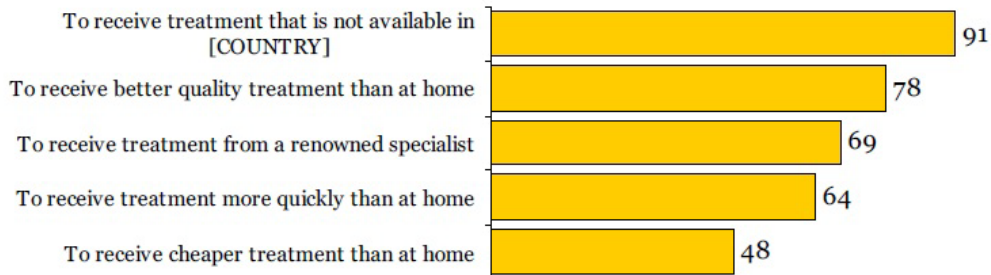 To receive treatment that is not available in
[COUNTRY]
91
To receive better quality treatment than at home
78
To receive treatment from a renowned specialist
69
To receive treatment more quickly than at home
64
To receive cheaper treatment than at home
48